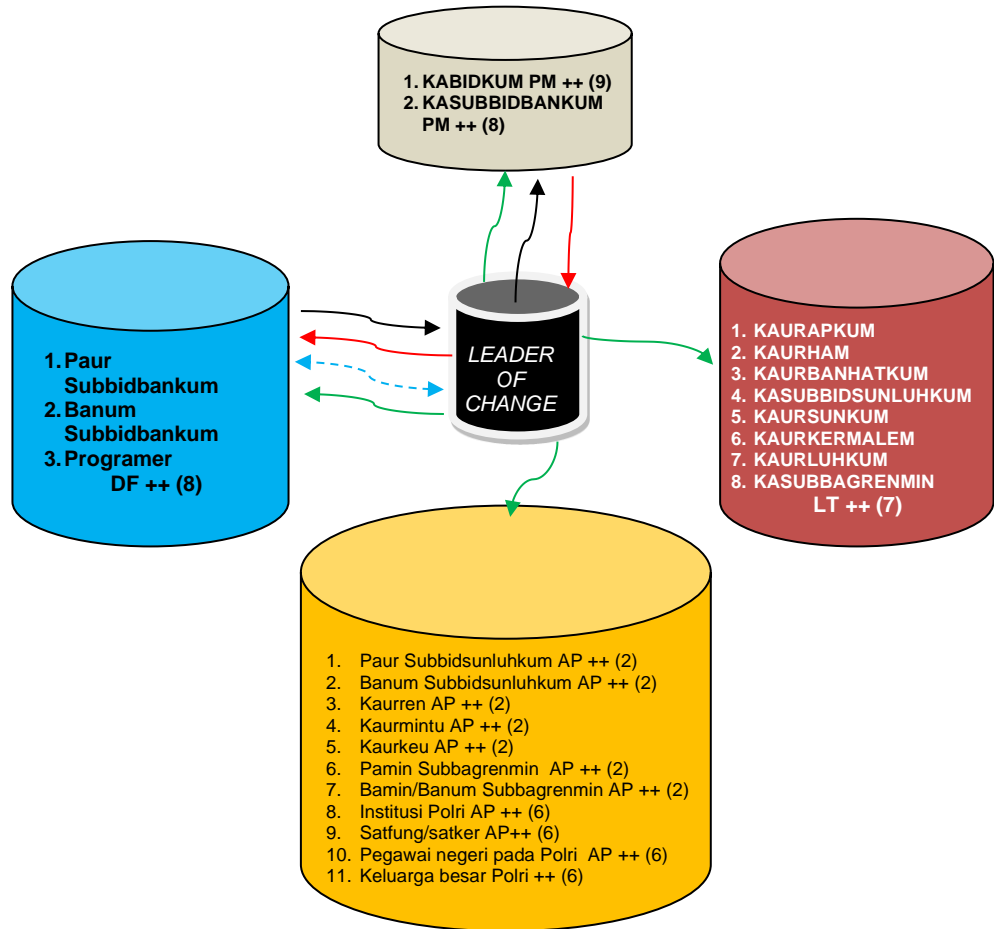 1. KABIDKUM PM ++ (9)
2. KASUBBIDBANKUM
PM ++ (8)
1. Paur
Subbidbankum
2. Banum
Subbidbankum
3. Programer
DF ++ (8)
LEADER
OF
CHANGE
1. KAURAPKUM
2. KAURHAM
3. KAURBANHATKUM
4. KASUBBIDSUNLUHKUM
5. KAURSUNKUM
6. KAURKERMALEM
7. KAURLUHKUM
8. KASUBBAGRENMIN
LT ++ (7)
1. Paur Subbidsunluhkum AP ++ (2)
2. Banum Subbidsunluhkum AP ++ (2)
3. Kaurren AP ++ (2)
4. Kaurmintu AP ++ (2)
5. Kaurkeu AP ++ (2)
6. Pamin Subbagrenmin AP ++ (2)
7. Bamin/Banum Subbagrenmin AP ++ (2)
8. Institusi Polri AP ++ (6)
9. Satfung/satker AP++ (6)
10. Pegawai negeri pada Polri AP ++ (6)
11. Keluarga besar Polri ++ (6)